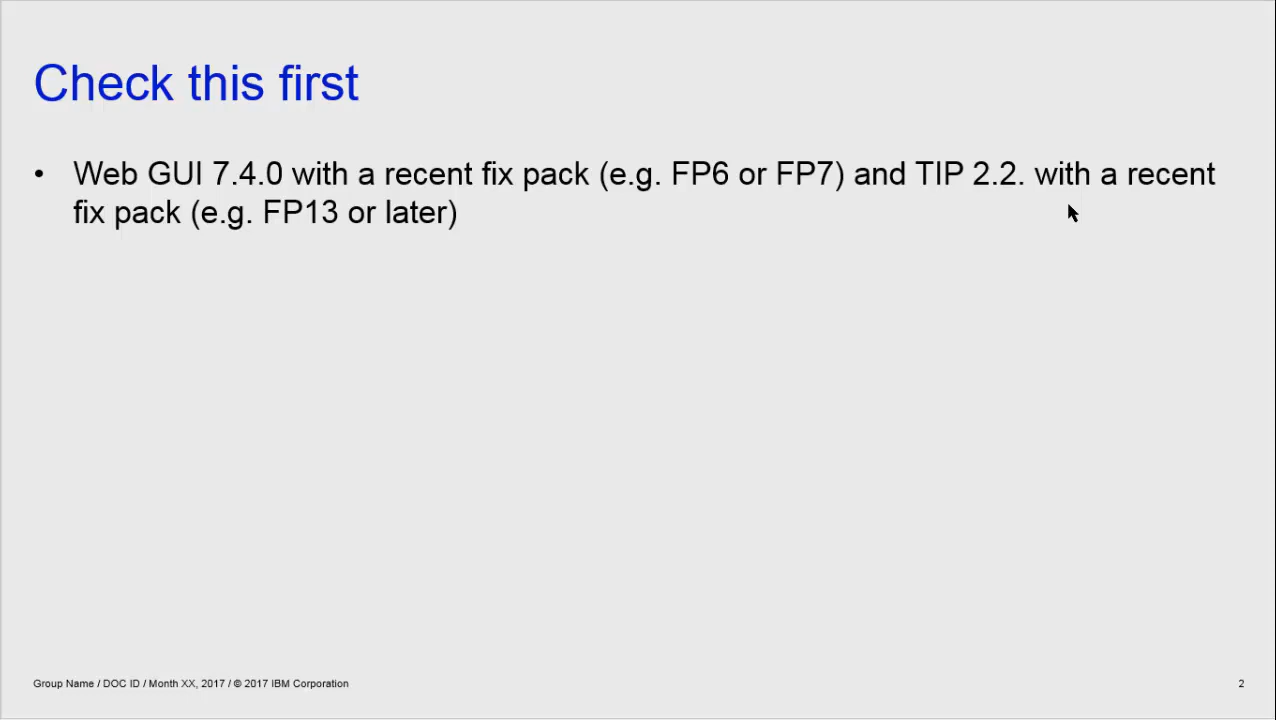 Check this first
• Web GUI 7.4.0 with a recent fix pack (e.g. FP6 or FP7) and TIP 2.2. with a recent
fix pack (e.g. FP13 or later)
Group Name / DOC ID / Month XX, 2017 / © 2017 IBM Corporation
2